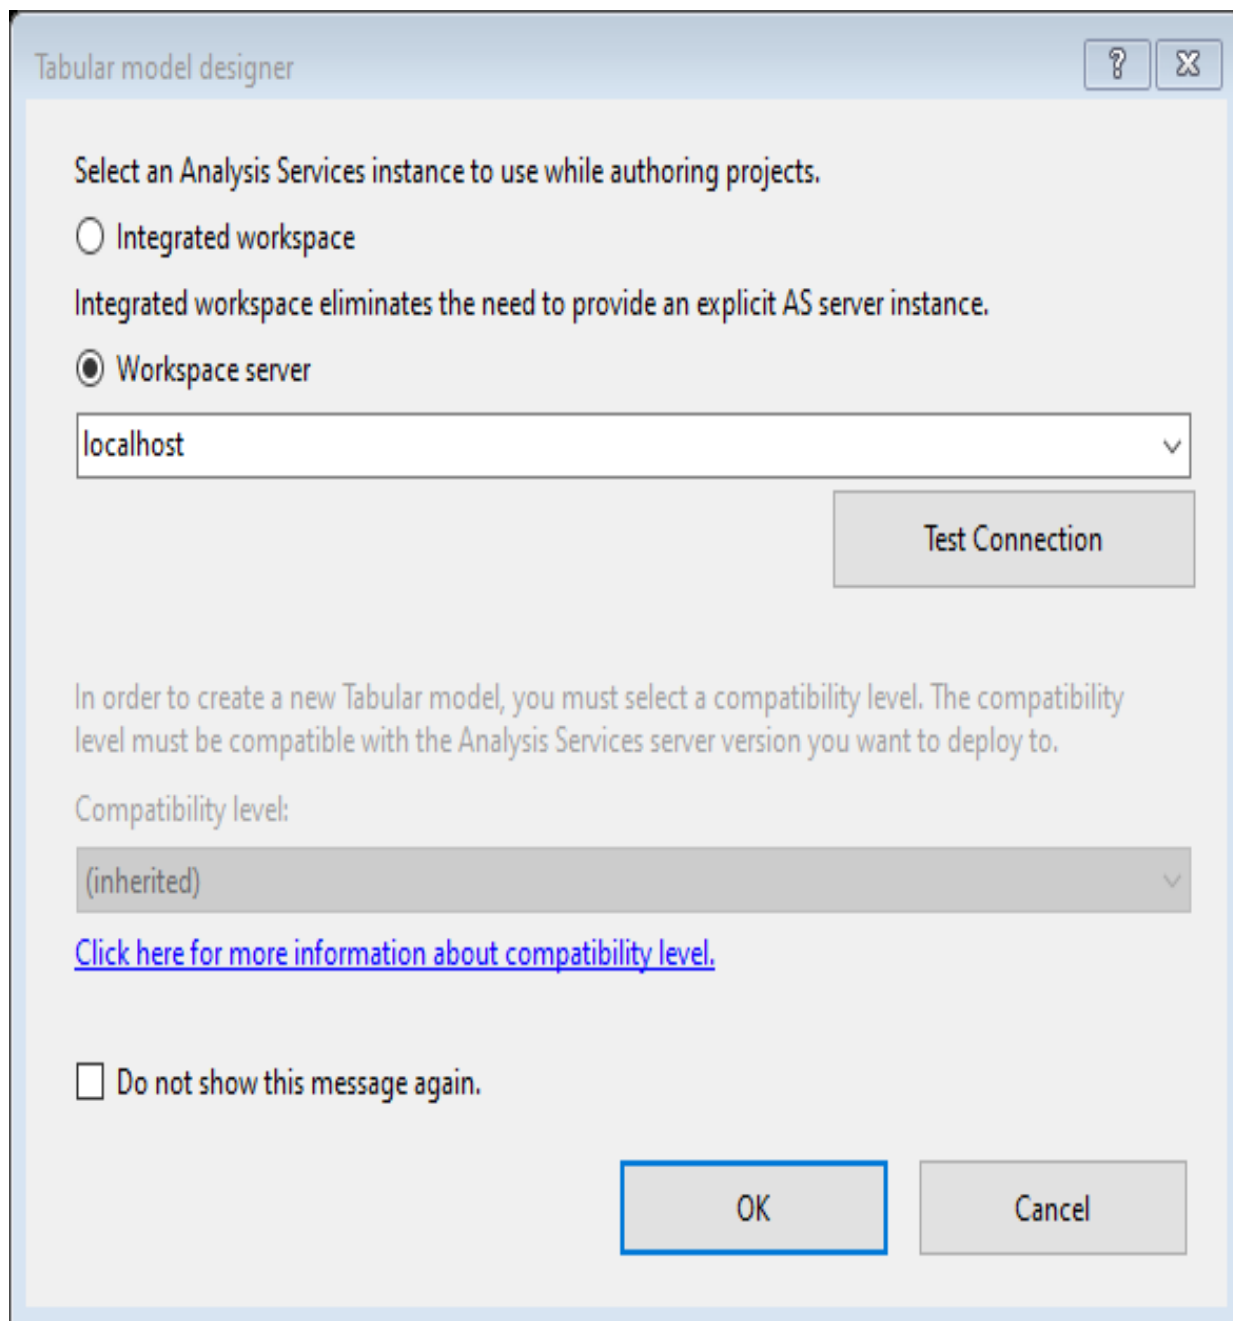 Tabular model designer
Select an Analysis Services instance to use while authoring projects.
Integrated workspace
Integrated workspace eliminates the need to provide an explicit AS server instance.
Workspace server
localhost
Test Connection
In order to create a new Tabular model, you must select a compatibility level. The compatibility
level must be compatible with the Analysis Services server version you want to deploy to.
Compatibility level:
(inherited)
Click here for more information about compatibility level.
Do not show this message again.
OK
Cancel